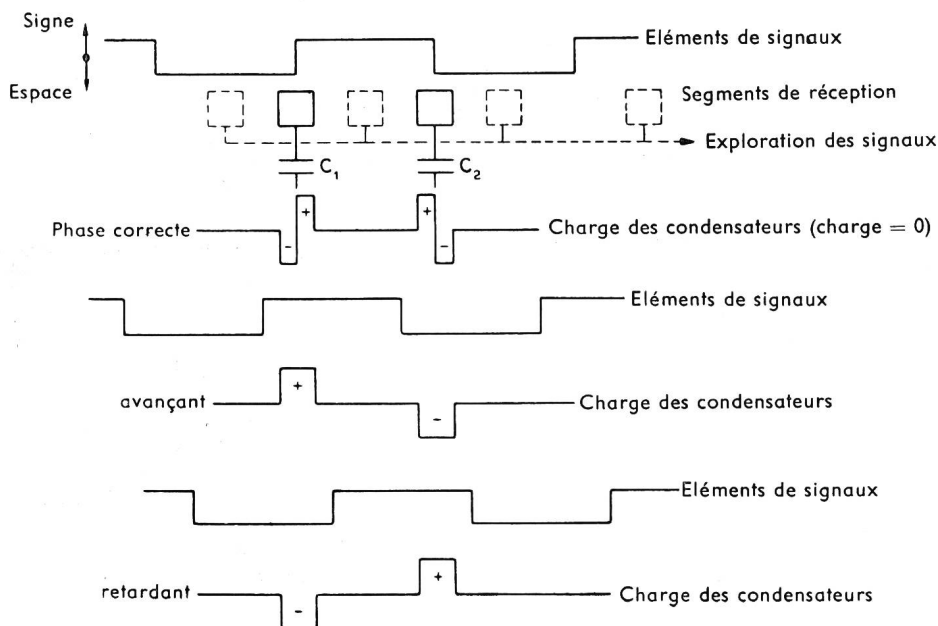 Signe
Eléments de signaux
Espace
Segments de réception
Exploration des signaux
C1
C2
+
+
Phase correcte
-
-
Charge des condensateurs (charge = 0)
Eléments de signaux
+
avançant
-
Charge des condensateurs
Eléments de signaux
+
retardant
-
Charge des condensateurs